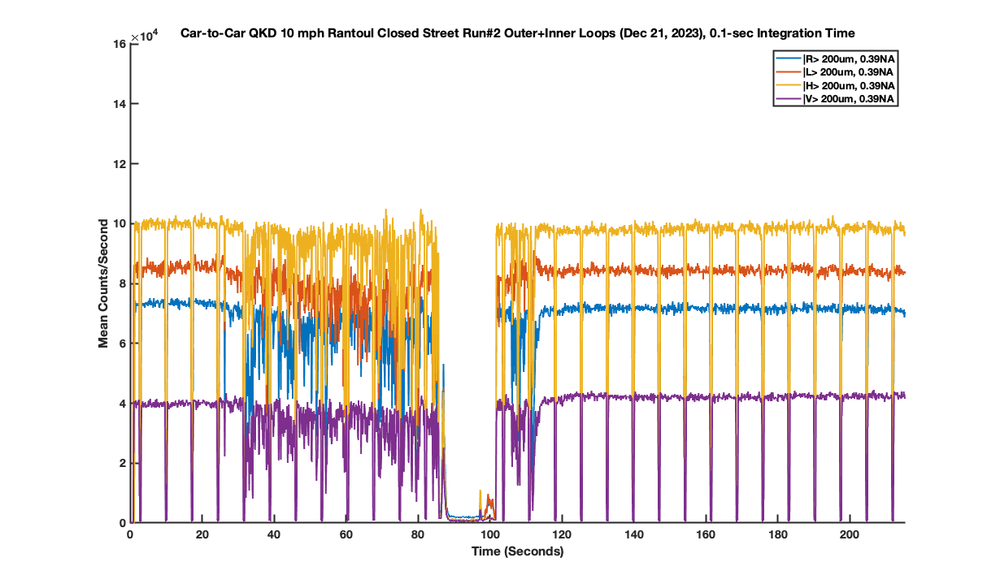 Car-to-Car QKD 10 mph Rantoul Closed Street Run#2 Outer+Inner Loops (Dec 21, 2023), 0.1-sec Integration Time
×10⁴
|R> 200um, 0.39NA
|L> 200um, 0.39NA
|H> 200um, 0.39NA
|V> 200um, 0.39NA
16
14
12
10
8
6
4
2
0
Mean Counts/Second
0 20 40 60 80 100 120 140 160 180 200
Time (Seconds)